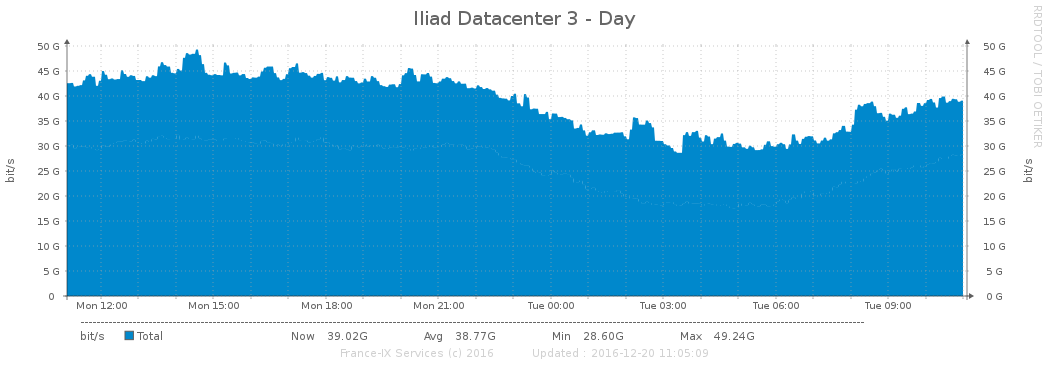 Iliad Datacenter 3 - Day
RRDTOOL / TOBI OETIKER
50 G 50 G
45 G 45 G
40 G 40 G
35 G 35 G
30 G 30 G
25 G 25 G
20 G 20 G
15 G 15 G
10 G 10 G
5 G 5 G
0 0 G
bit/s bit/s
Mon 12:00 Mon 15:00 Mon 18:00 Mon 21:00 Tue 00:00 Tue 03:00 Tue 06:00 Tue 09:00
bit/s Total Now 39.02G Avg 38.77G Min 28.60G Max 49.24G
France-IX Services (c) 2016 Updated : 2016-12-20 11:05:09